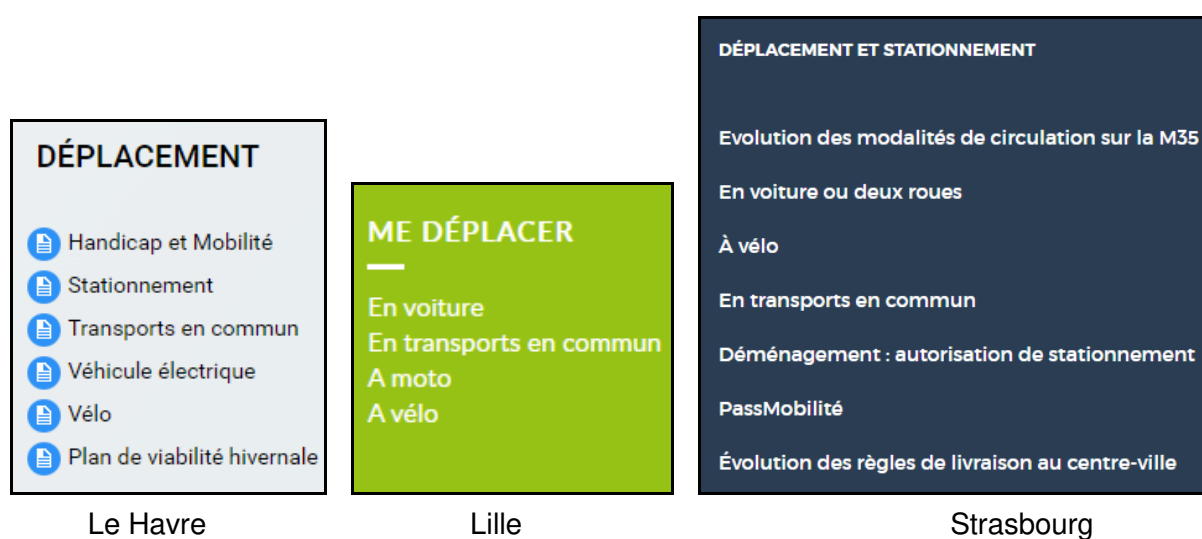 DÉPLACEMENT
Handicap et Mobilité
Stationnement
Transports en commun
Véhicule électrique
Vélo
Plan de viabilité hivernale
Le Havre
ME DÉPLACER
En voiture
En transports en commun
A moto
A vélo
Lille
DÉPLACEMENT ET STATIONNEMENT
Evolution des modalités de circulation sur la M35
En voiture ou deux roues
À vélo
En transports en commun
Déménagement : autorisation de stationnement
PassMobilité
Évolution des règles de livraison au centre-ville
Strasbourg